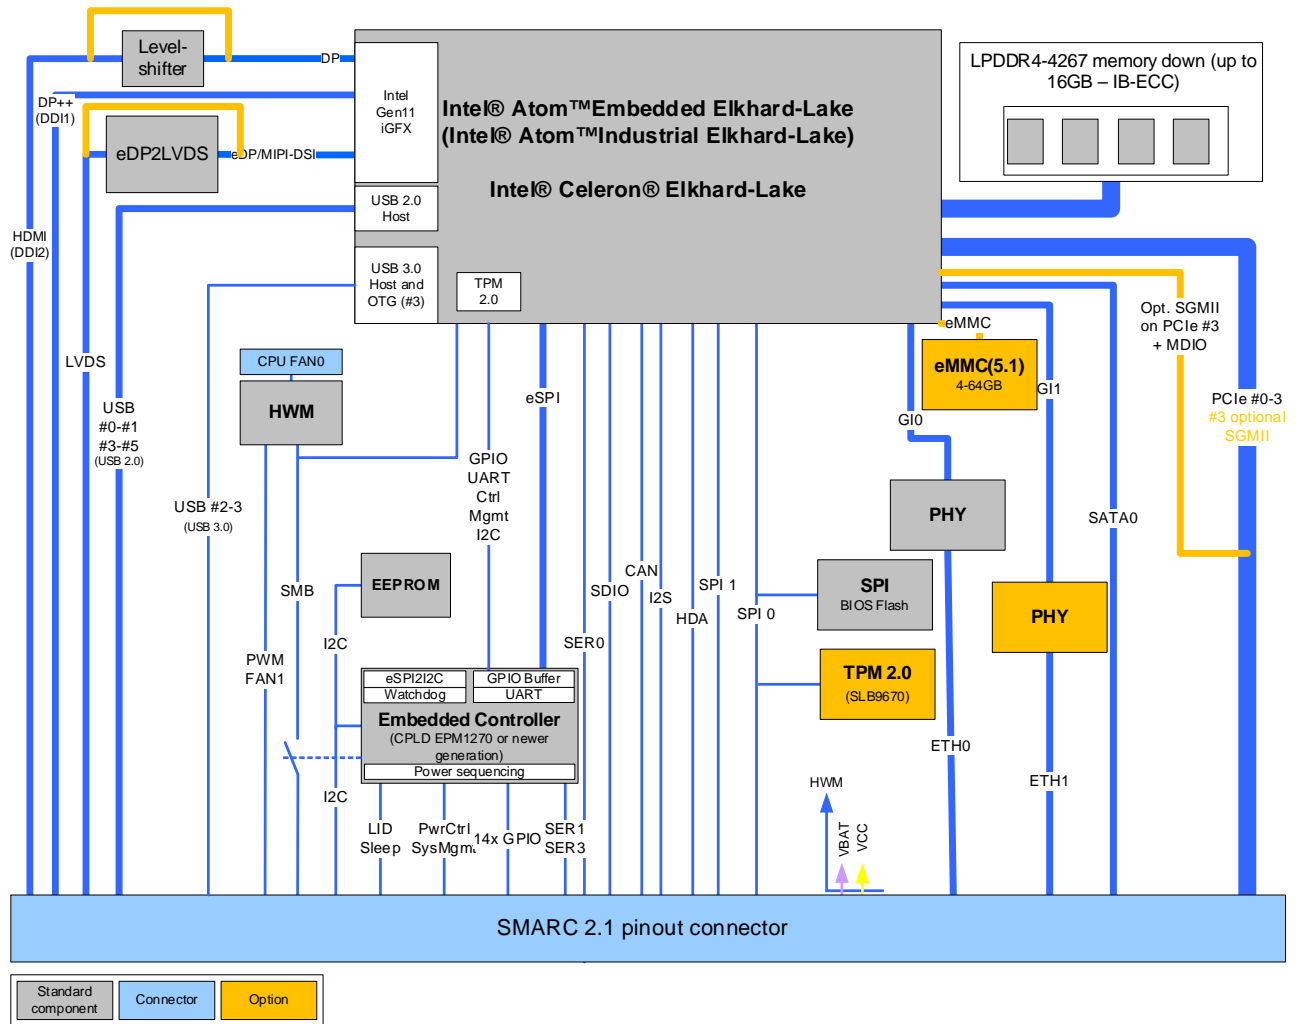 Level-
shifter
DP
DP++
(DDI1)
eDP2LVDS
eDP/MIPI-DSI
HDMI
(DDI2)
LVDS
USB
#0-#1
#3-#5
(USB 2.0)
Intel
Gen11
iGFX
Intel® Atom™Embedded Elkhard-Lake
(Intel® Atom™Industrial Elkhard-Lake)
Intel® Celeron® Elkhard-Lake
USB 2.0
Host
USB 3.0
Host and
OTG (#3)
TPM
2.0
LPDDR4-4267 memory down (up to
16GB – IB-ECC)
CPU FAN0
HWM
eSPI
GPIO
UART
Ctrl
Mgmt
I2C
USB #2-3
(USB 3.0)
SMB
PWM
FAN1
EEPROM
I2C
I2C
eSPI2I2C
Watchdog
GPIO Buffer
UART
Embedded Controller
(CPLD EPM1270 or newer
generation)
Power sequencing
LID
Sleep
PwrCtrl
SysMgmt
14x GPIO
SER1
SER3
SER0
SDIO
CAN
I2S
HDA
SPI 1
SPI 0
eMMC
eMMC(5.1)
4-64GB
GI0
GI1
PHY
SPI
BIOS Flash
TPM 2.0
(SLB9670)
PHY
Opt. SGMII
on PCIe #3
+ MDIO
PCIe #0-3
#3 optional
SGMII
SATA0
ETH0
ETH1
HWM
VBAT
VCC
SMARC 2.1 pinout connector
Standard
component
Connector
Option